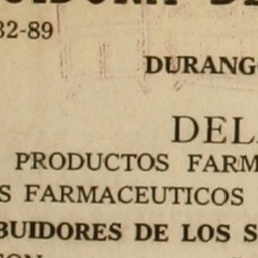 32-89
DURANG
DEL
PRODUCTOS FARM
S FARMACEUTICOS
BUIDORES DE LOS S